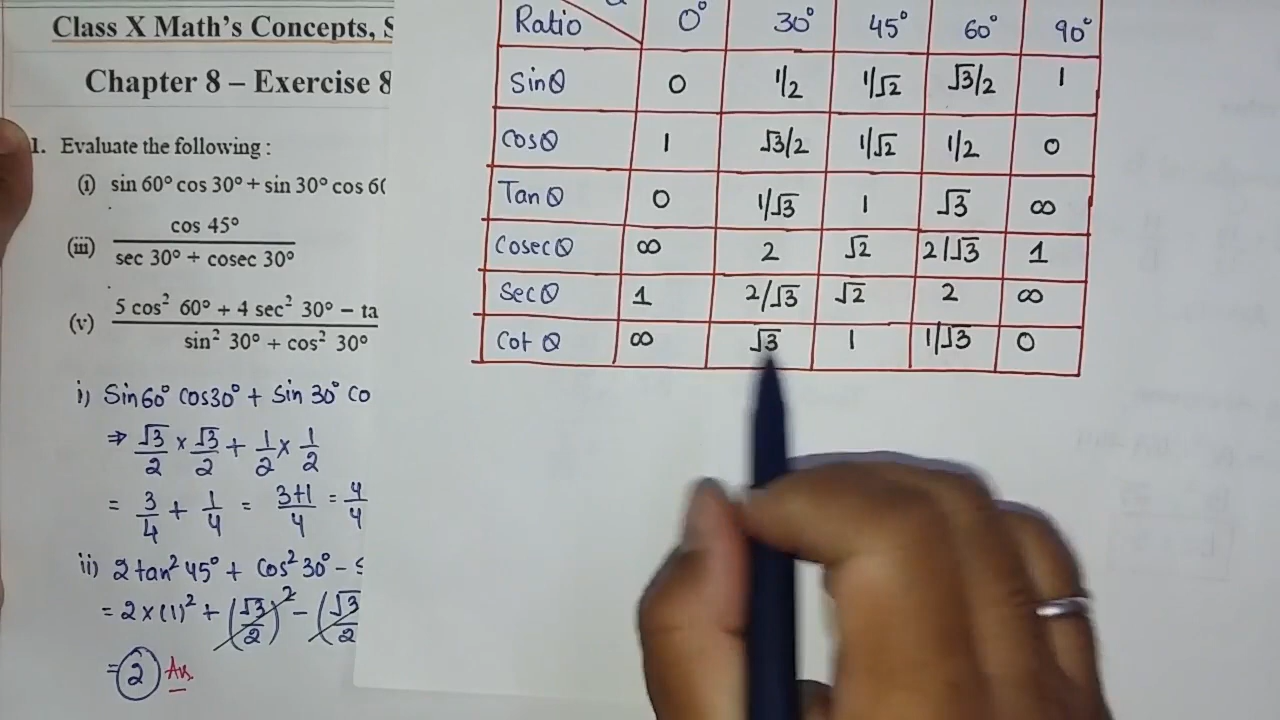 Class X Math's Concepts, S
Chapter 8 – Exercise 8
1. Evaluate the following :
(i) sin 60° cos 30° + sin 30° cos 60
(iii) cos 45° / sec 30° + cosec 30°
(v) 5 cos² 60° + 4 sec² 30° − ta / sin² 30° + cos² 30°
i) Sin60° cos30° + Sin 30° co
⇒ √3/2 × √3/2 + 1/2 × 1/2
= 3/4 + 1/4 = 3+1/4 = 4/4
ii) 2tan² 45° + cos² 30° −
= 2×(1)² + (√3/2)² − (√3/2
= 2 Ans
Ratio 0° 30° 45° 60° 90°
Sinθ 0 1/2 1/√2 √3/2 1
Cosθ 1 √3/2 1/√2 1/2 0
Tanθ 0 1/√3 1 √3 ∞
Cosecθ ∞ 2 √2 2/√3 1
Secθ 1 2/√3 √2 2 ∞
Cotθ ∞ √3 1 1/√3 0